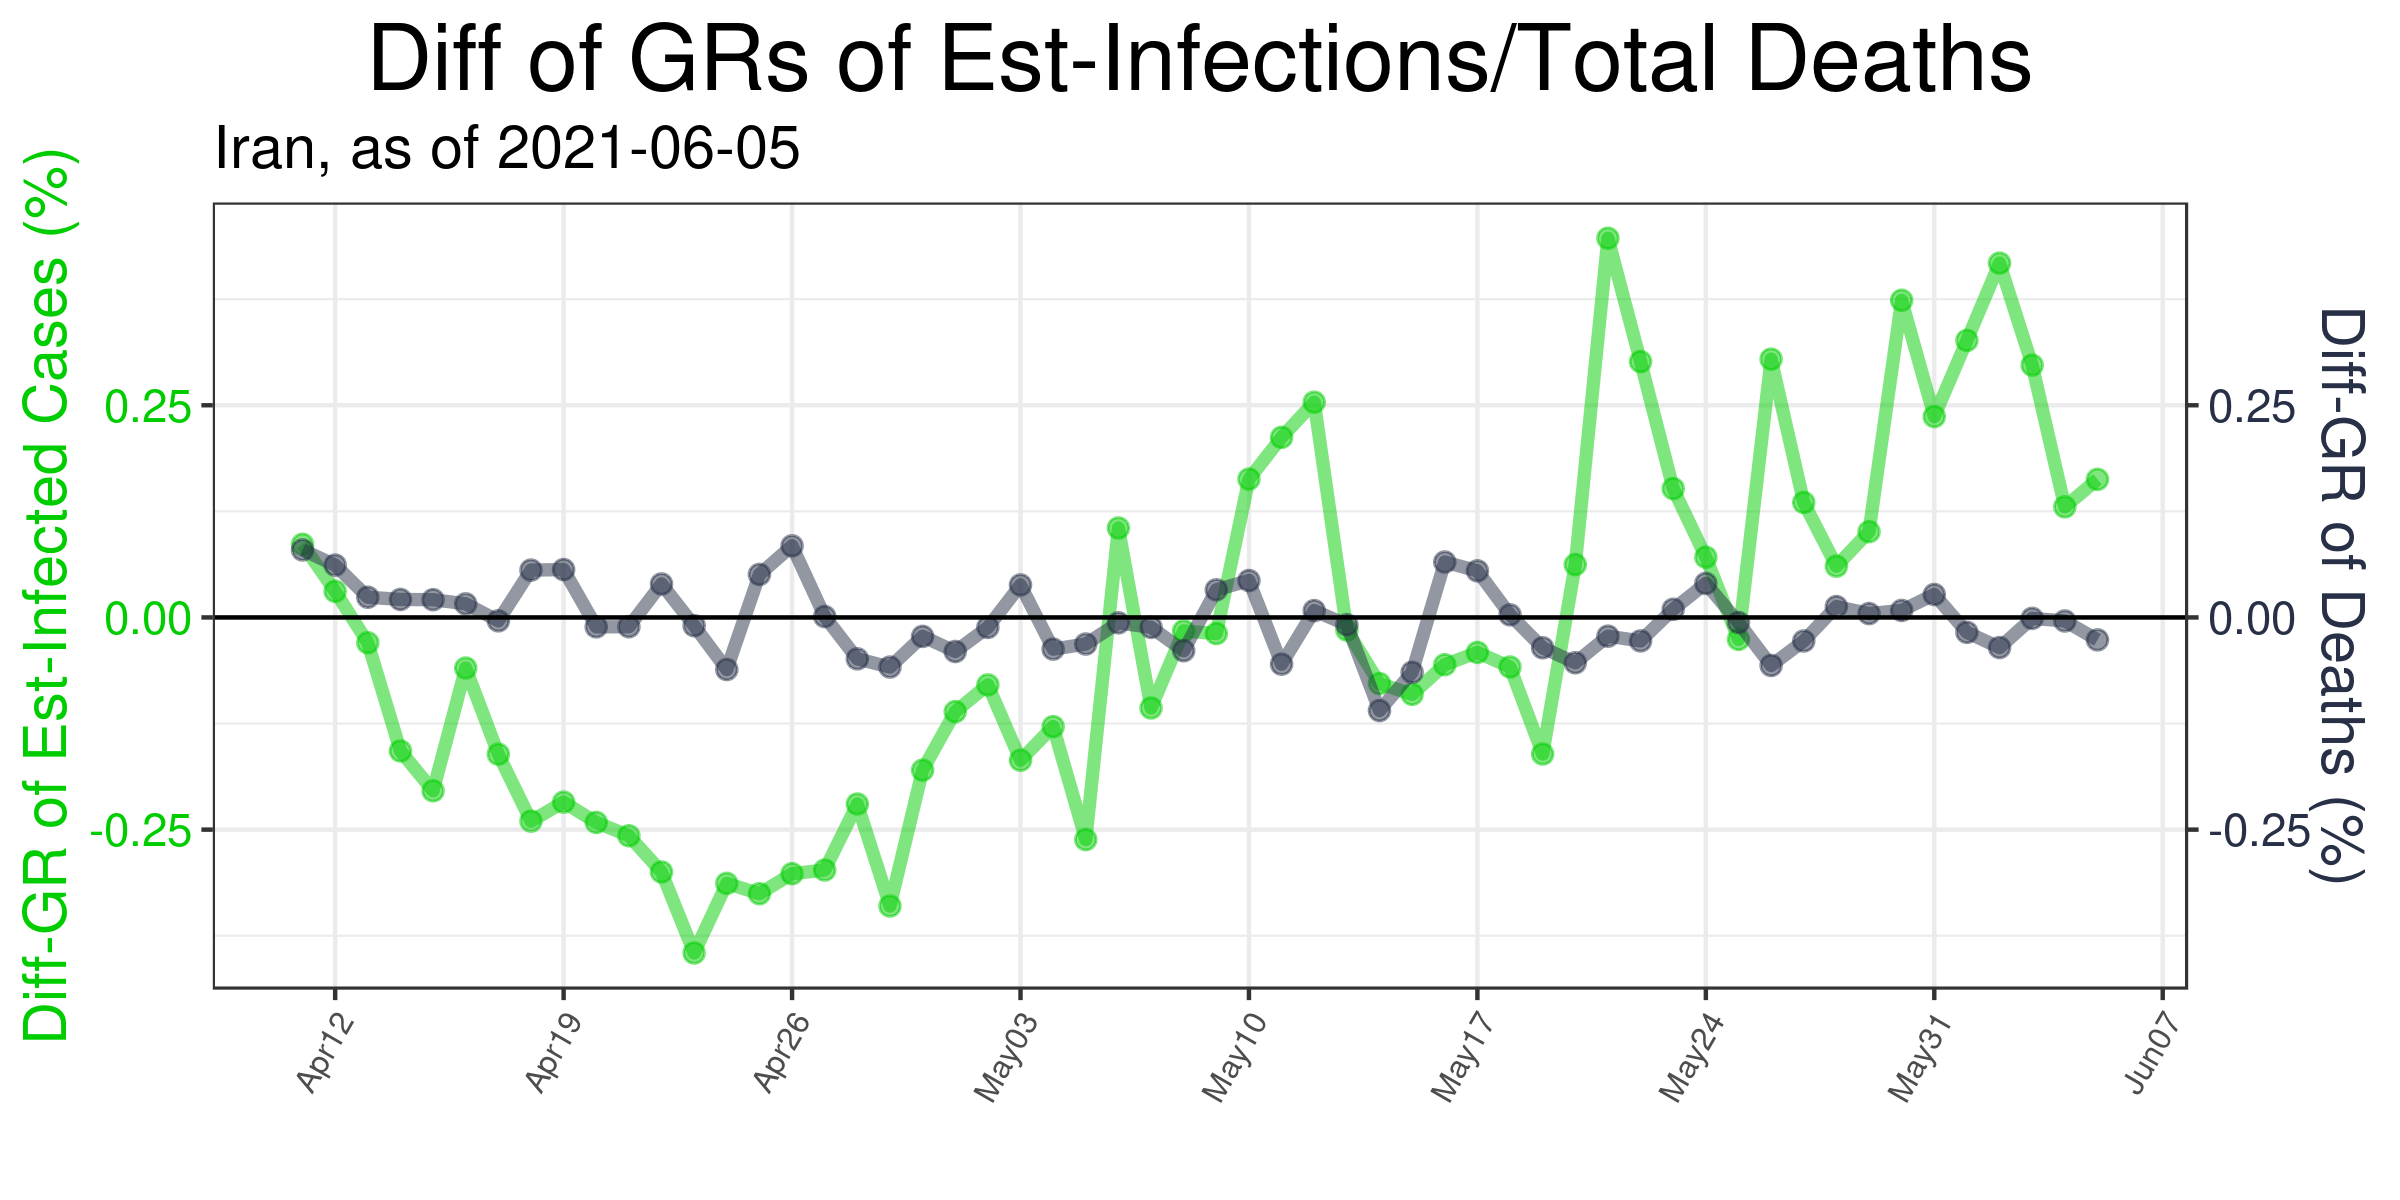 Diff of GRs of Est-Infections/Total Deaths
Iran, as of 2021-06-05
Diff-GR of Est-Infected Cases (%)
0.25
0.00
-0.25
0.25
0.00
-0.25
Diff-GR of Deaths (%)
Apr12
Apr19
Apr26
May03
May10
May17
May24
May31
Jun07